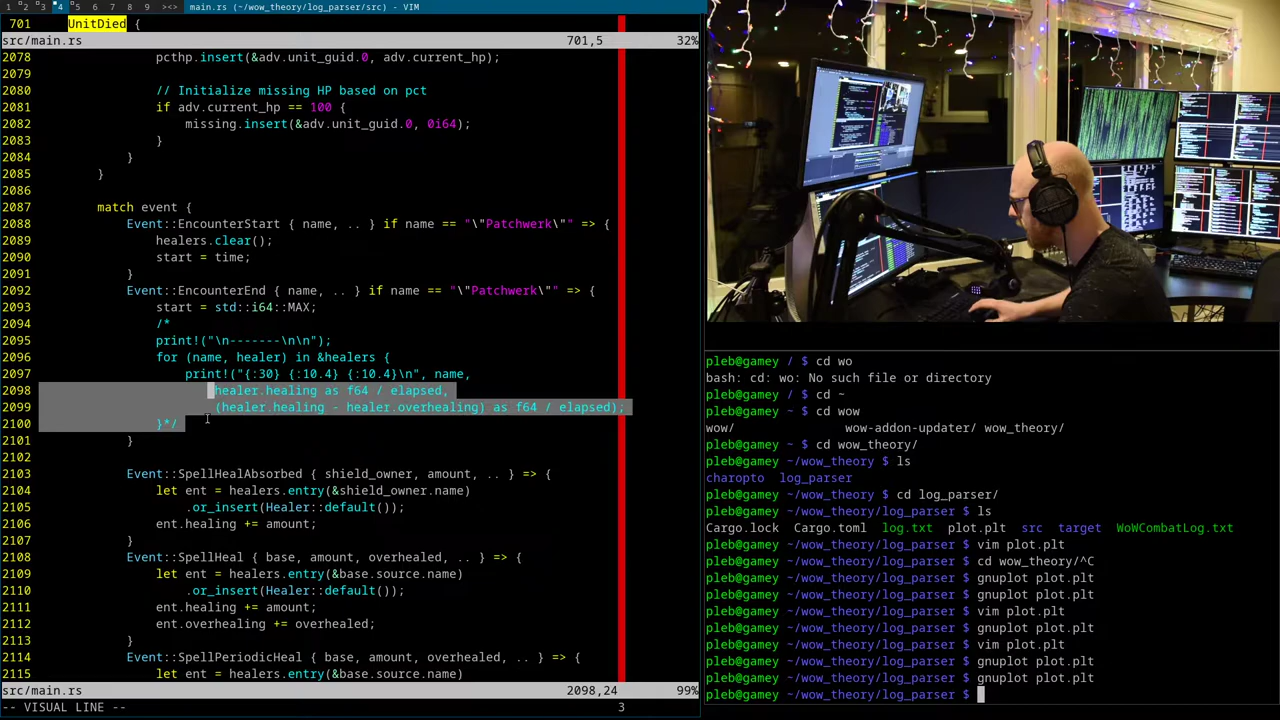 1 2 3 4 5 6 7 8 9 ><> main.rs (~/wow_theory/log_parser/src) - VIM
701 UnitDied {
src/main.rs 701,5 32%
2078 pcthp.insert(&adv.unit_guid.0, adv.current_hp);
2079
2080 // Initialize missing HP based on pct
2081 if adv.current_hp == 100 {
2082 missing.insert(&adv.unit_guid.0, 0i64);
2083 }
2084 }
2085 }
2086
2087 match event {
2088 Event::EncounterStart { name, .. } if name == "\"Patchwerk\"" => {
2089 healers.clear();
2090 start = time;
2091 }
2092 Event::EncounterEnd { name, .. } if name == "\"Patchwerk\"" => {
2093 start = std::i64::MAX;
2094 /*
2095 print!("\n-------\n\n");
2096 for (name, healer) in &healers {
2097 print!("{:30} {:10.4} {:10.4}\n", name,
2098 healer.healing as f64 / elapsed,
2099 (healer.healing - healer.overhealing) as f64 / elapsed);
2100 }*/
2101 }
2102
2103 Event::SpellHealAbsorbed { shield_owner, amount, .. } => {
2104 let ent = healers.entry(&shield_owner.name)
2105 .or_insert(Healer::default());
2106 ent.healing += amount;
2107 }
2108 Event::SpellHeal { base, amount, overhealed, .. } => {
2109 let ent = healers.entry(&base.source.name)
2110 .or_insert(Healer::default());
2111 ent.healing += amount;
2112 ent.overhealing += overhealed;
2113 }
2114 Event::SpellPeriodicHeal { base, amount, overhealed, .. } => {
2115 let ent = healers.entry(&base.source.name)
src/main.rs 2098,24 99%
-- VISUAL LINE -- 3
pleb@gamey / $ cd wo
bash: cd: wo: No such file or directory
pleb@gamey / $ cd ~
pleb@gamey ~ $ cd wow
wow/ wow-addon-updater/ wow_theory/
pleb@gamey ~ $ cd wow_theory/
pleb@gamey ~/wow_theory $ ls
charopto log_parser
pleb@gamey ~/wow_theory $ cd log_parser/
pleb@gamey ~/wow_theory/log_parser $ ls
Cargo.lock Cargo.toml log.txt plot.plt src target WoWCombatLog.txt
pleb@gamey ~/wow_theory/log_parser $ vim plot.plt
pleb@gamey ~/wow_theory/log_parser $ cd wow_theory/^C
pleb@gamey ~/wow_theory/log_parser $ gnuplot plot.plt
pleb@gamey ~/wow_theory/log_parser $ gnuplot plot.plt
pleb@gamey ~/wow_theory/log_parser $ vim plot.plt
pleb@gamey ~/wow_theory/log_parser $ gnuplot plot.plt
pleb@gamey ~/wow_theory/log_parser $ vim plot.plt
pleb@gamey ~/wow_theory/log_parser $ gnuplot plot.plt
pleb@gamey ~/wow_theory/log_parser $ gnuplot plot.plt
pleb@gamey ~/wow_theory/log_parser $